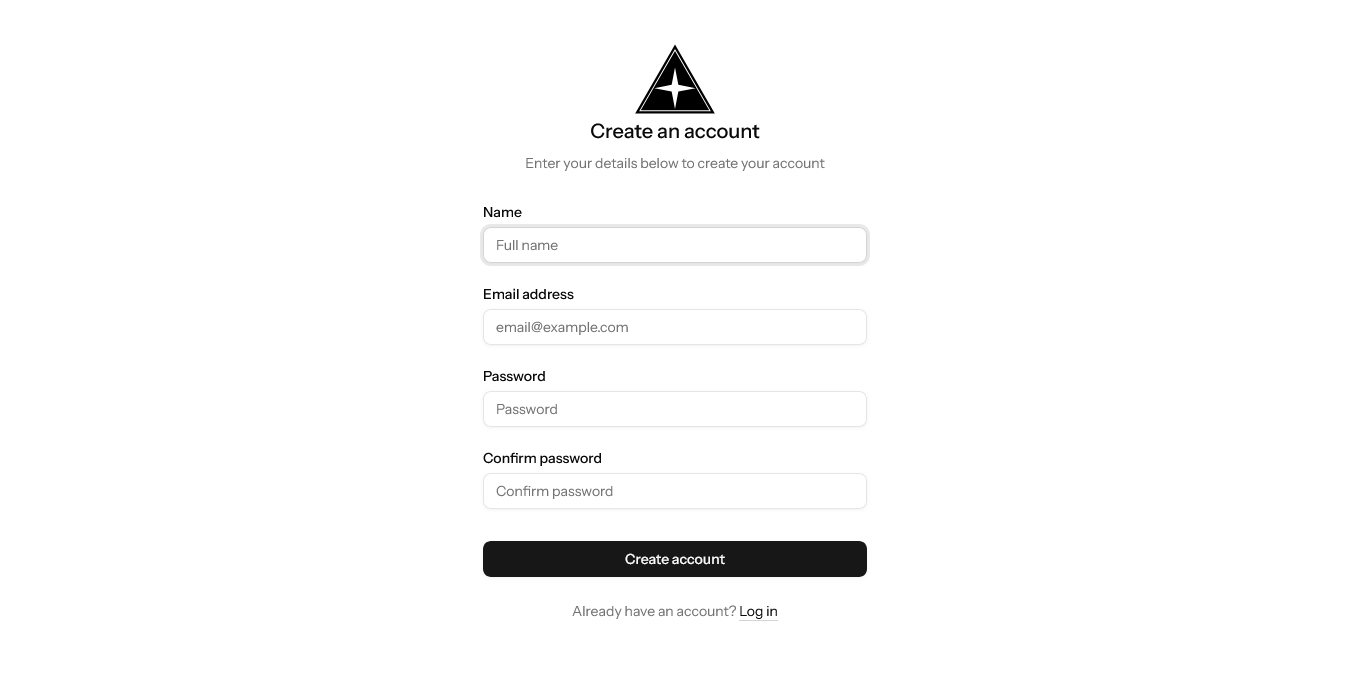 Create an account
Enter your details below to create your account
Name
Full name
Email address
email@example.com
Password
Password
Confirm password
Confirm password
Create account
Already have an account? Log in